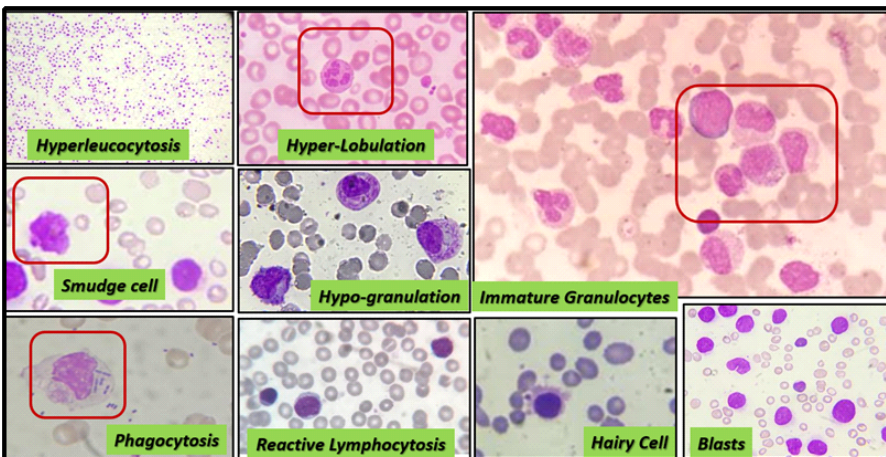 Hyperleucocytosis
Hyper-Lobulation
Smudge cell
Hypo-granulation
Immature Granulocytes
Phagocytosis
Reactive Lymphocytosis
Hairy Cell
Blasts